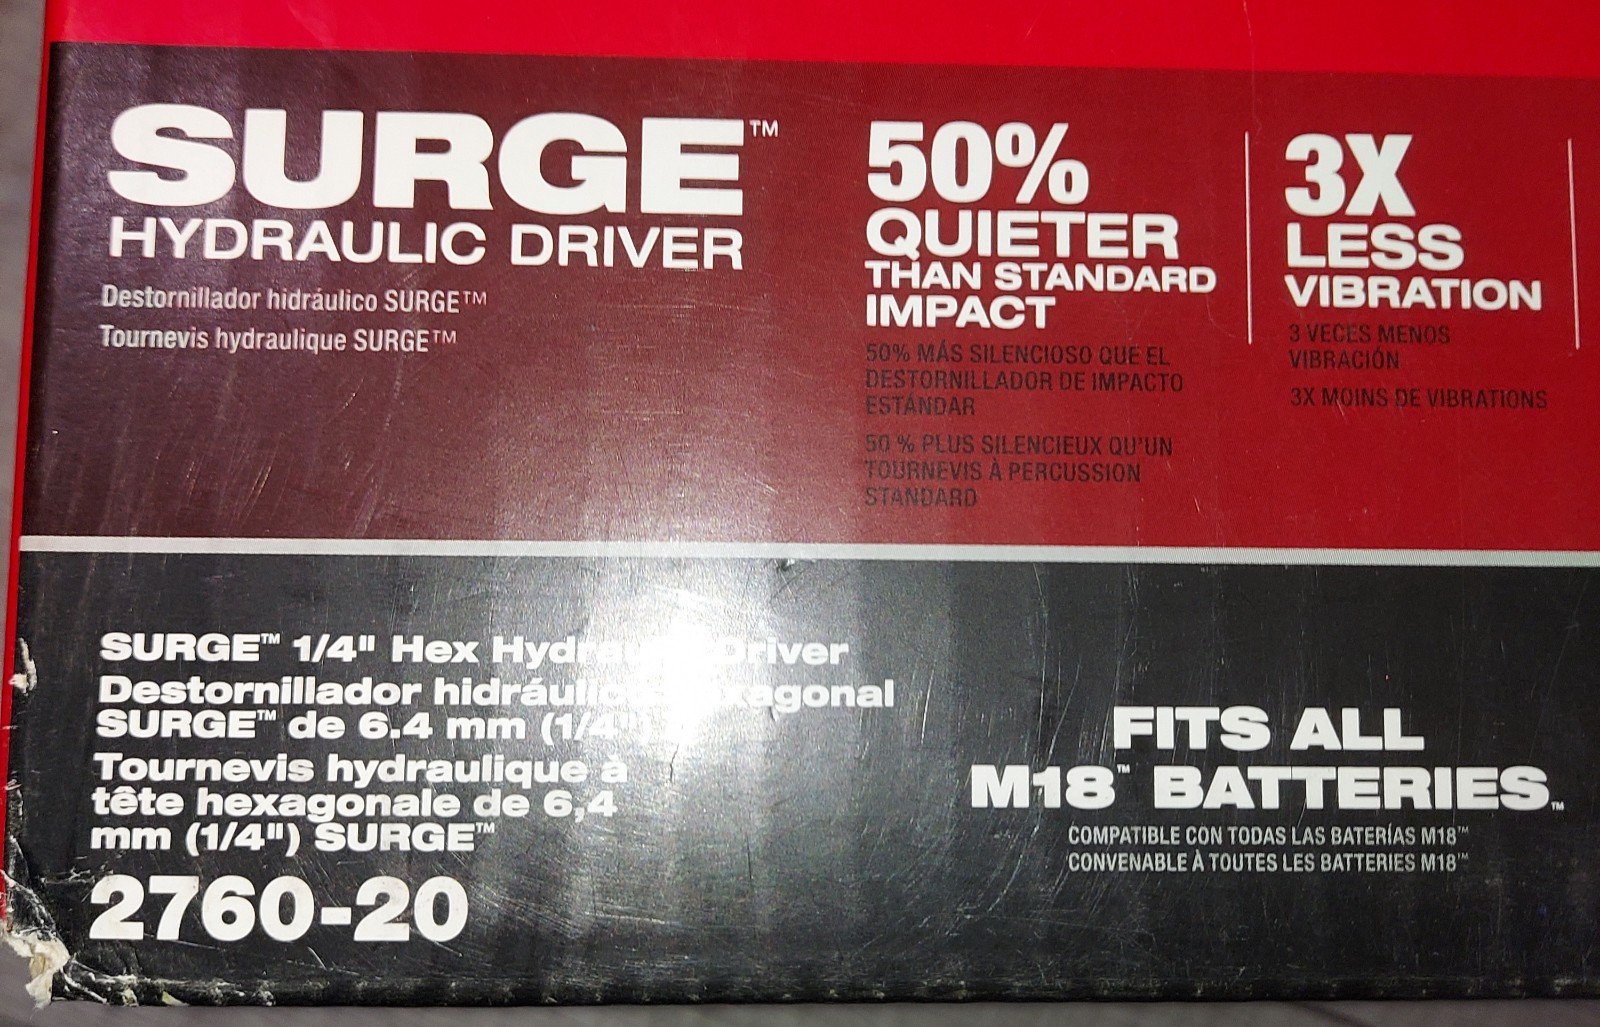 SURGE™
HYDRAULIC DRIVER
Destornillador hidráulico SURGE™
Tournevis hydraulique SURGE™
50%
QUIETER
THAN STANDARD
IMPACT
50% MÁS SILENCIOSO QUE EL
DESTORNILLADOR DE IMPACTO
ESTÁNDAR
50 % PLUS SILENCIEUX QU'UN
TOURNEVIS À PERCUSSION
STANDARD
3X
LESS
VIBRATION
3 VECES MENOS
VIBRACIÓN
3X MOINS DE VIBRATIONS
SURGE™ 1/4" Hex Driver
Destornillador
SURGE™ de 6.4 mm (1/4")
Tournevis hydraulique à
tête hexagonale de 6,4
mm (1/4") SURGE™
2760-20
FITS ALL
M18™ BATTERIES™
COMPATIBLE CON TODAS LAS BATERÍAS M18™
CONVENABLE À TOUTES LES BATTERIES M18™